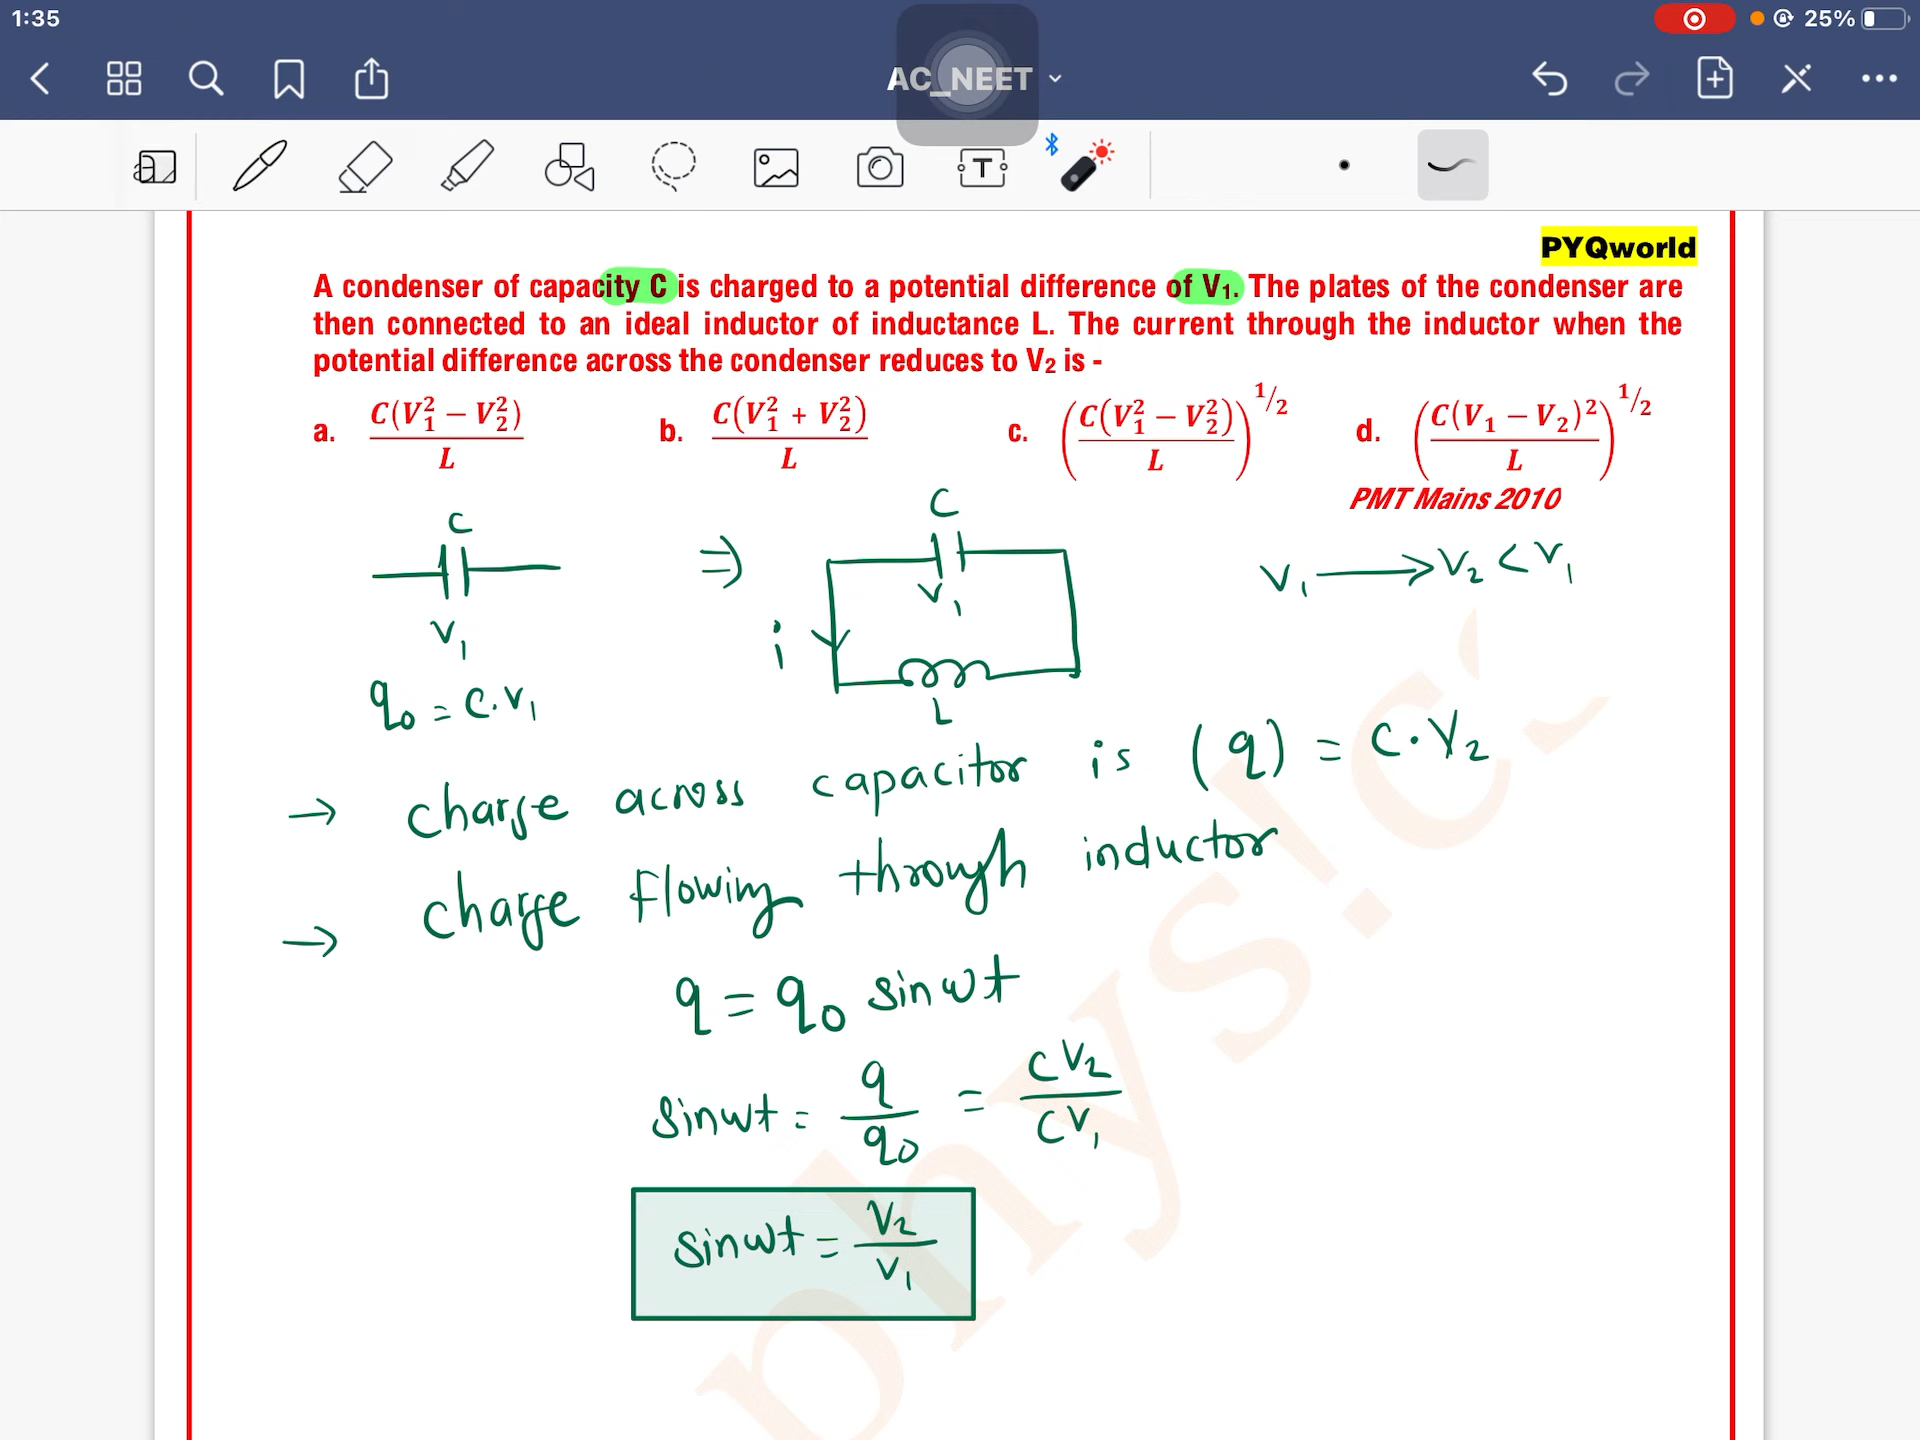 1:35
25%
AC_NEET
PYQworld
A condenser of capacity C is charged to a potential difference of V₁. The plates of the condenser are
then connected to an ideal inductor of inductance L. The current through the inductor when the
potential difference across the condenser reduces to V₂ is -
a. C(V₁² − V₂²)/L b. C(V₁² + V₂²)/L c. (C(V₁² − V₂²)/L)^1/2 d. (C(V₁ − V₂)²/L)^1/2
PMT Mains 2010
C
V₁
q₀ = C.V₁
⇒
C
V₁
i
L
V₁ → V₂ < V₁
→ charge across capacitor is (q) = C·V₂
→ charge flowing through inductor
q = q₀ sinωt
sinωt = q/q₀ = CV₂/CV₁
sinωt = V₂/V₁
phys!c